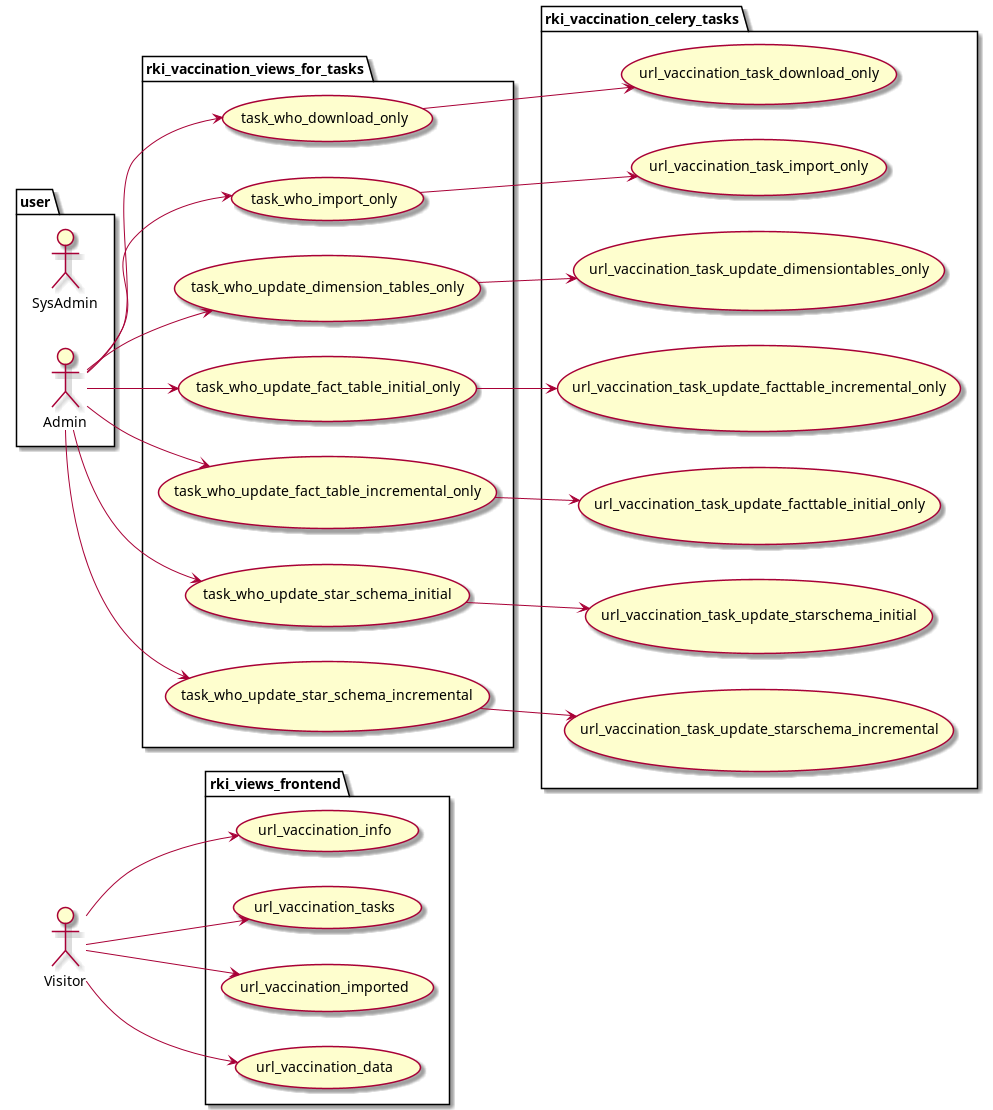 rki_vaccination_celery_tasks
url_vaccination_task_download_only
url_vaccination_task_import_only
url_vaccination_task_update_dimensiontables_only
url_vaccination_task_update_facttable_incremental_only
url_vaccination_task_update_facttable_initial_only
url_vaccination_task_update_starschema_initial
url_vaccination_task_update_starschema_incremental
rki_vaccination_views_for_tasks
task_who_download_only
task_who_import_only
task_who_update_dimension_tables_only
task_who_update_fact_table_initial_only
task_who_update_fact_table_incremental_only
task_who_update_star_schema_initial
task_who_update_star_schema_incremental
user
SysAdmin
Admin
rki_views_frontend
url_vaccination_info
url_vaccination_tasks
url_vaccination_imported
url_vaccination_data
Visitor